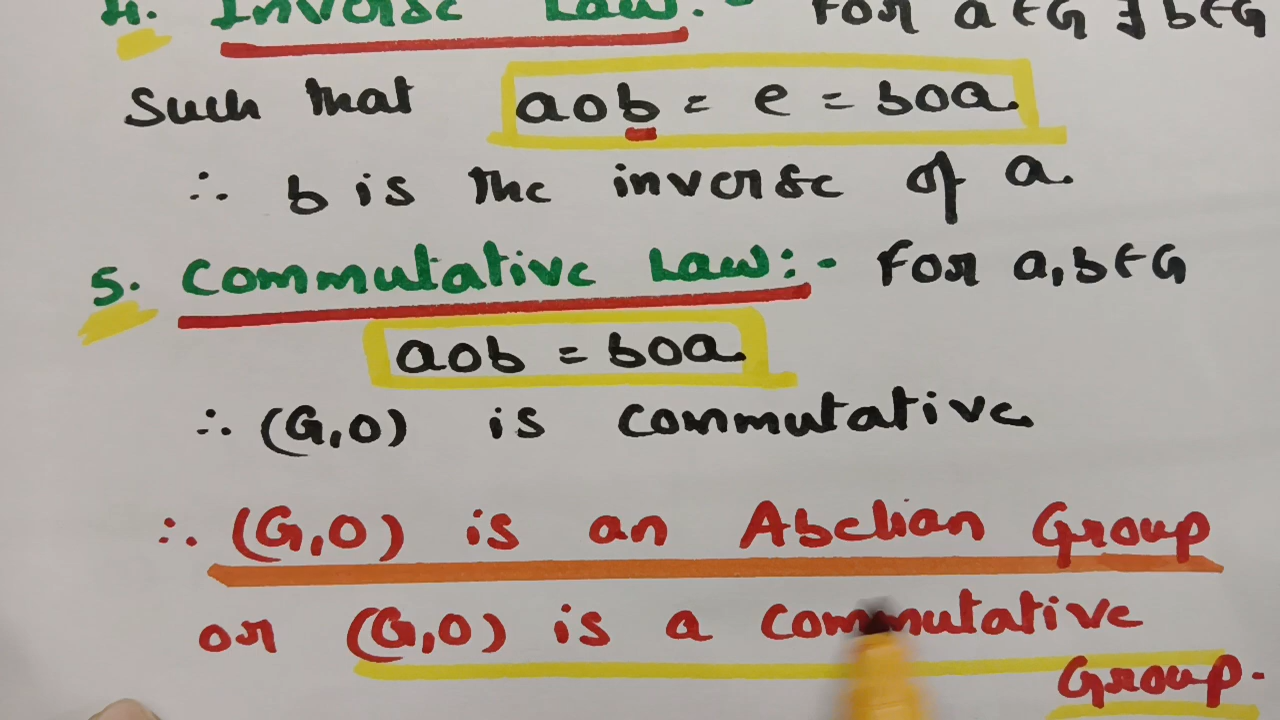 4. Inverse Law:- For a ∈ G ∃ b ∈ G
Such that aob = e = boa.
∴ b is the inverse of a.
5. Commutative Law:- For a, b ∈ G
aob = boa.
∴ (G,O) is commutative.
∴ (G,O) is an Abelian Group
or (G,O) is a commutative
Group.